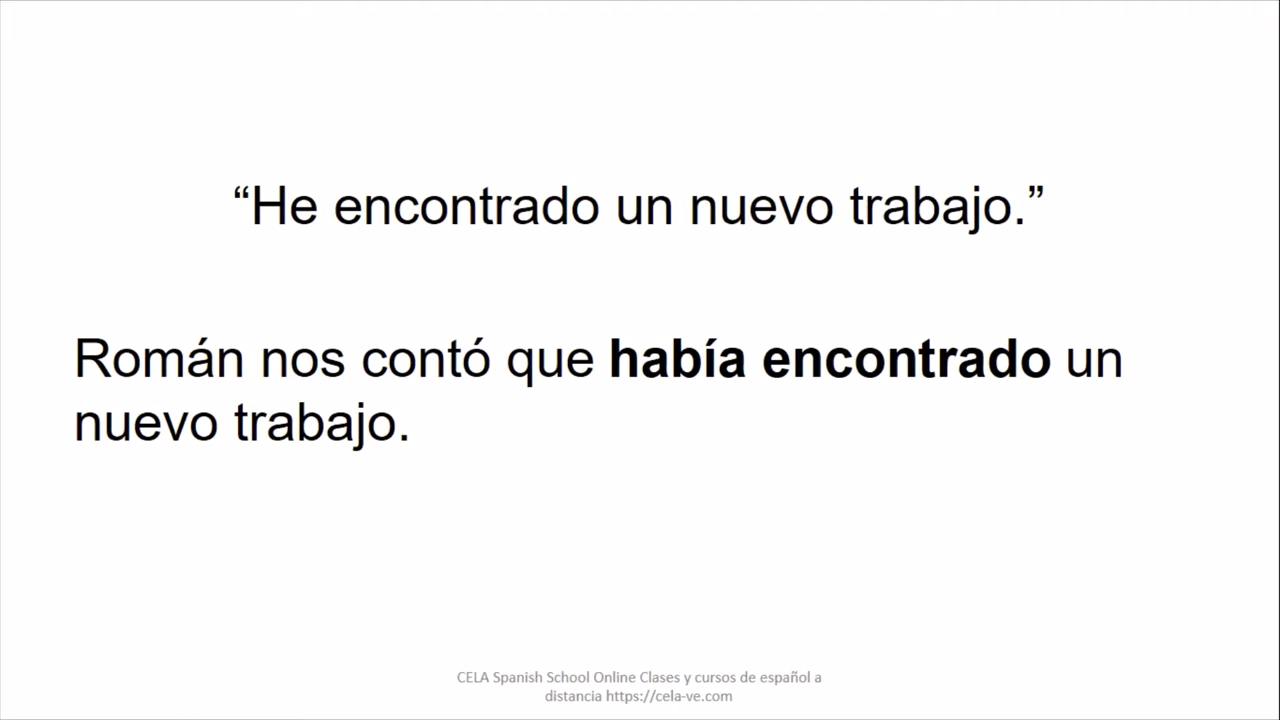 “He encontrado un nuevo trabajo.”
Román nos contó que había encontrado un
nuevo trabajo.
CELA Spanish School Online Clases y cursos de español a
distancia https://cela-ve.com